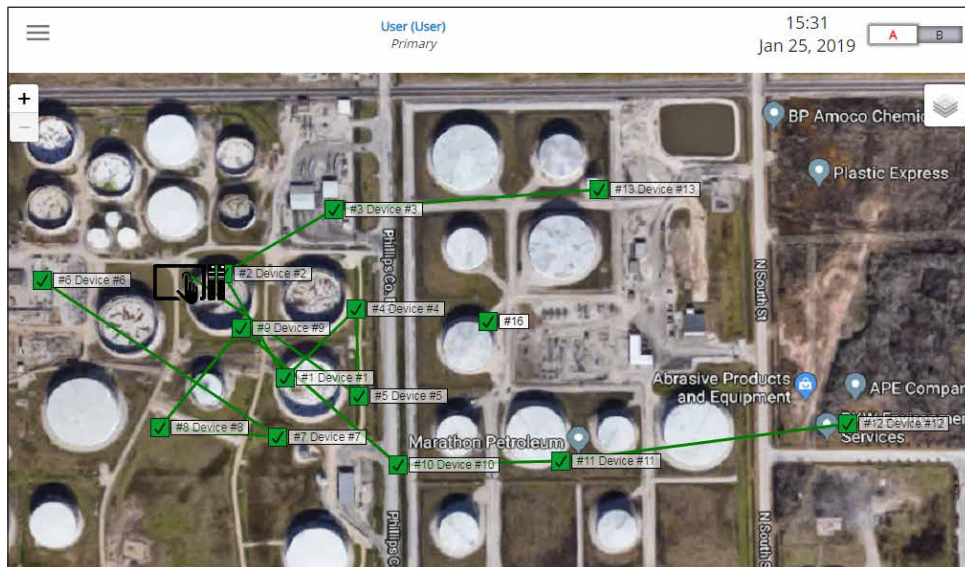 User (User)
Primary
15:31
Jan 25, 2019
A
B
+
−
BP Amoco Chemic
Plastic Express
#13 Device #13
#3 Device #3
Phillips Co.
#2 Device #2
#6 Device #6
N South St
#4 Device #4
#16
#9 Device #9
#1 Device #1
Abrasive Products
and Equipment
APE Compar
#5 Device #5
#8 Device #8
#7 Device #7
Marathon Petroleum
#12 Device #12
Services
#10 Device #10
#11 Device #11
Phillips C
N South S